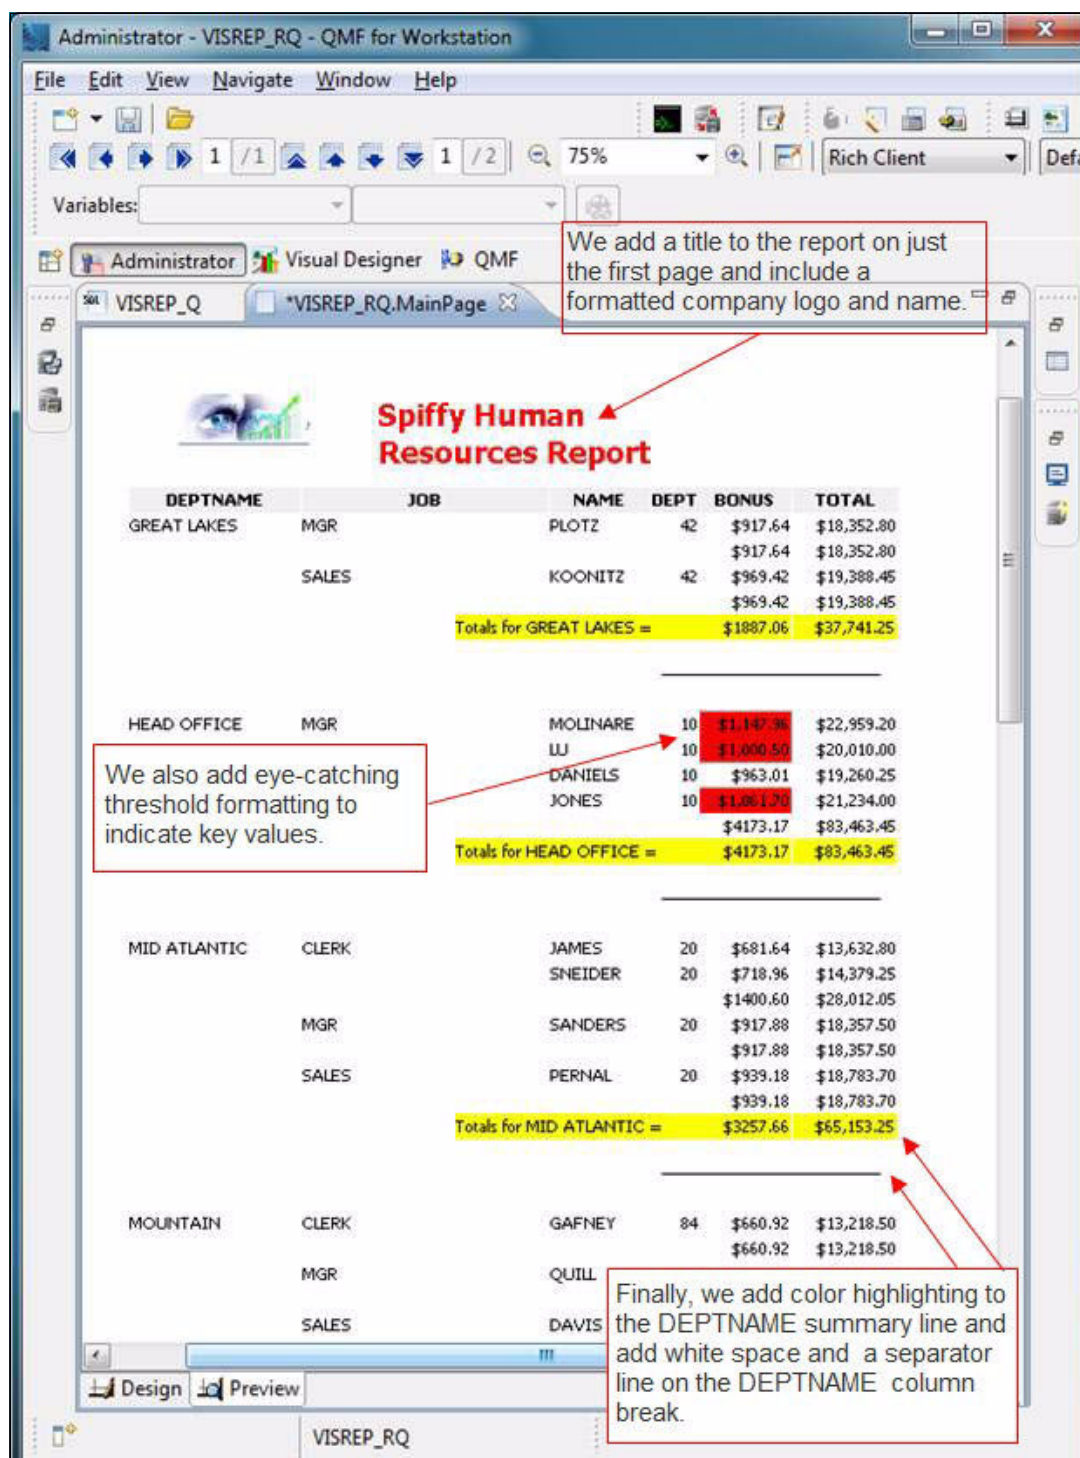 Administrator - VISREP_RQ - QMF for Workstation
File Edit View Navigate Window Help
1 /1 1 /2 75% Rich Client Defa
Variables:
Administrator Visual Designer QMF
We add a title to the report on just
the first page and include a
formatted company logo and name.
SQL VISREP_Q *VISREP_RQ.MainPage
Spiffy Human
Resources Report
DEPTNAME JOB NAME DEPT BONUS TOTAL
GREAT LAKES MGR PLOTZ 42 $917.64 $18,352.80
$917.64 $18,352.80
SALES KOONITZ 42 $969.42 $19,388.45
$969.42 $19,388.45
Totals for GREAT LAKES = $1887.06 $37,741.25
HEAD OFFICE MGR MOLINARE 10 $1,147.96 $22,959.20
LU 10 $1,000.50 $20,010.00
DANIELS 10 $963.01 $19,260.25
JONES 10 $1,061.70 $21,234.00
$4173.17 $83,463.45
Totals for HEAD OFFICE = $4173.17 $83,463.45
We also add eye-catching
threshold formatting to
indicate key values.
MID ATLANTIC CLERK JAMES 20 $681.64 $13,632.80
SNEIDER 20 $718.96 $14,379.25
$1400.60 $28,012.05
MGR SANDERS 20 $917.88 $18,357.50
$917.88 $18,357.50
SALES PERNAL 20 $939.18 $18,783.70
$939.18 $18,783.70
Totals for MID ATLANTIC = $3257.66 $65,153.25
MOUNTAIN CLERK GAFNEY 84 $660.92 $13,218.50
$660.92 $13,218.50
MGR QUILL
SALES DAVIS
Finally, we add color highlighting to
the DEPTNAME summary line and
add white space and a separator
line on the DEPTNAME column
break.
Design Preview
VISREP_RQ